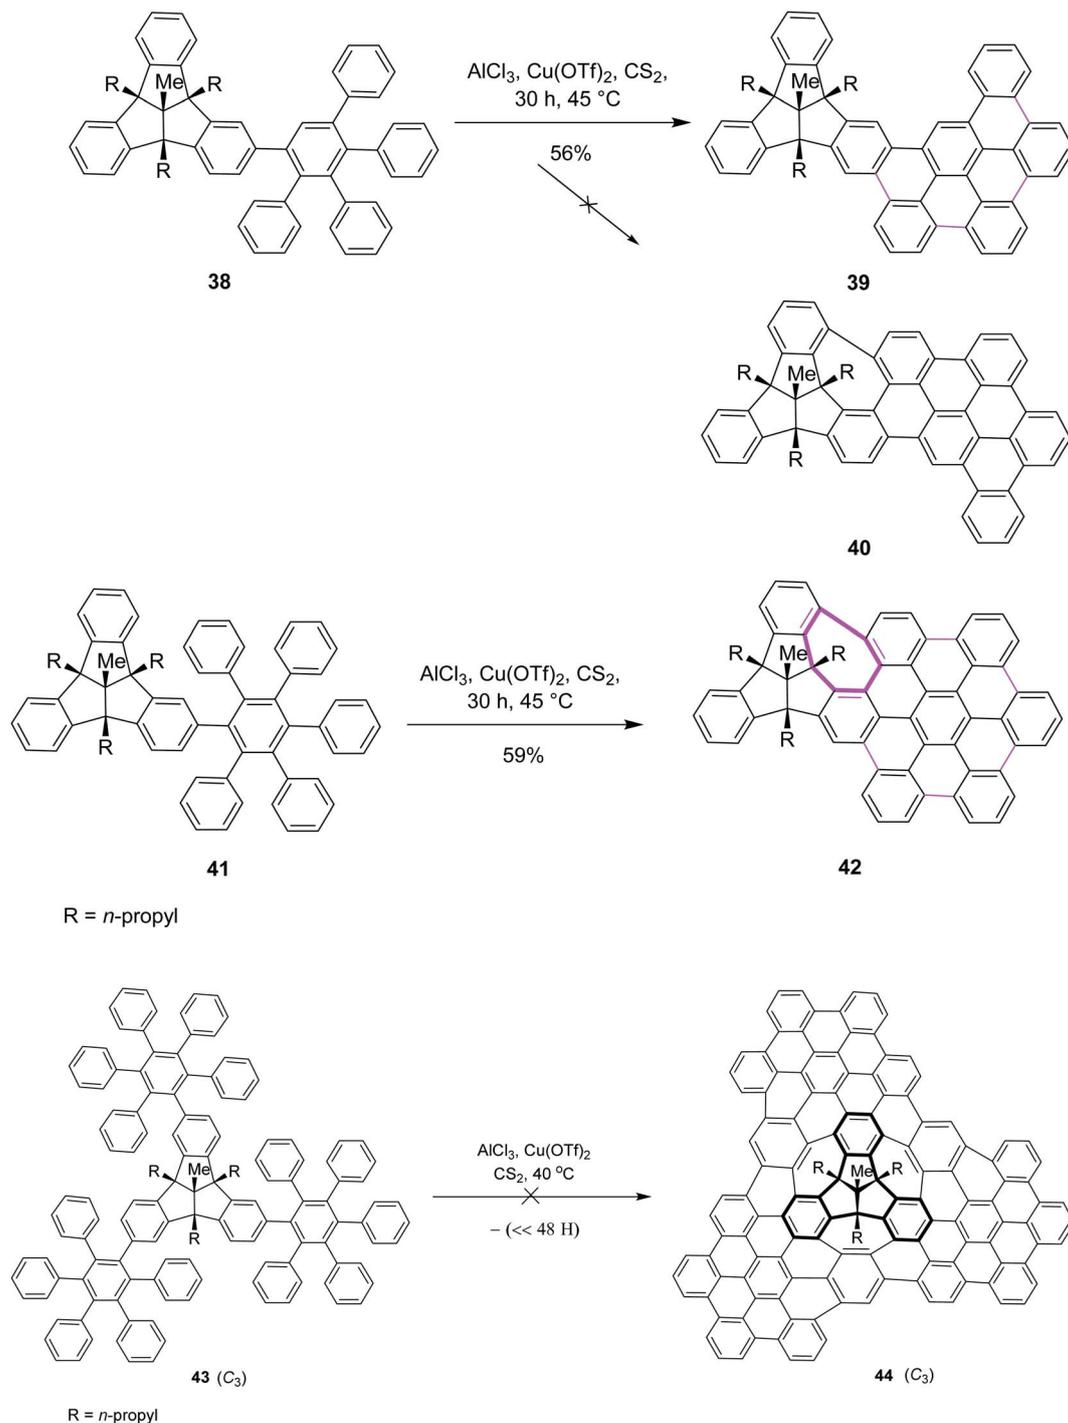 R Me R
R
38
AlCl3, Cu(OTf)2, CS2,
30 h, 45 °C
56%
R Me R
R
39
R Me R
R
40
R Me R
R
41
AlCl3, Cu(OTf)2, CS2,
30 h, 45 °C
59%
R Me R
R
42
R = n-propyl
R Me R
R
43 (C3)
AlCl3, Cu(OTf)2
CS2, 40 °C
– (<< 48 H)
R Me R
R
44 (C3)
R = n-propyl